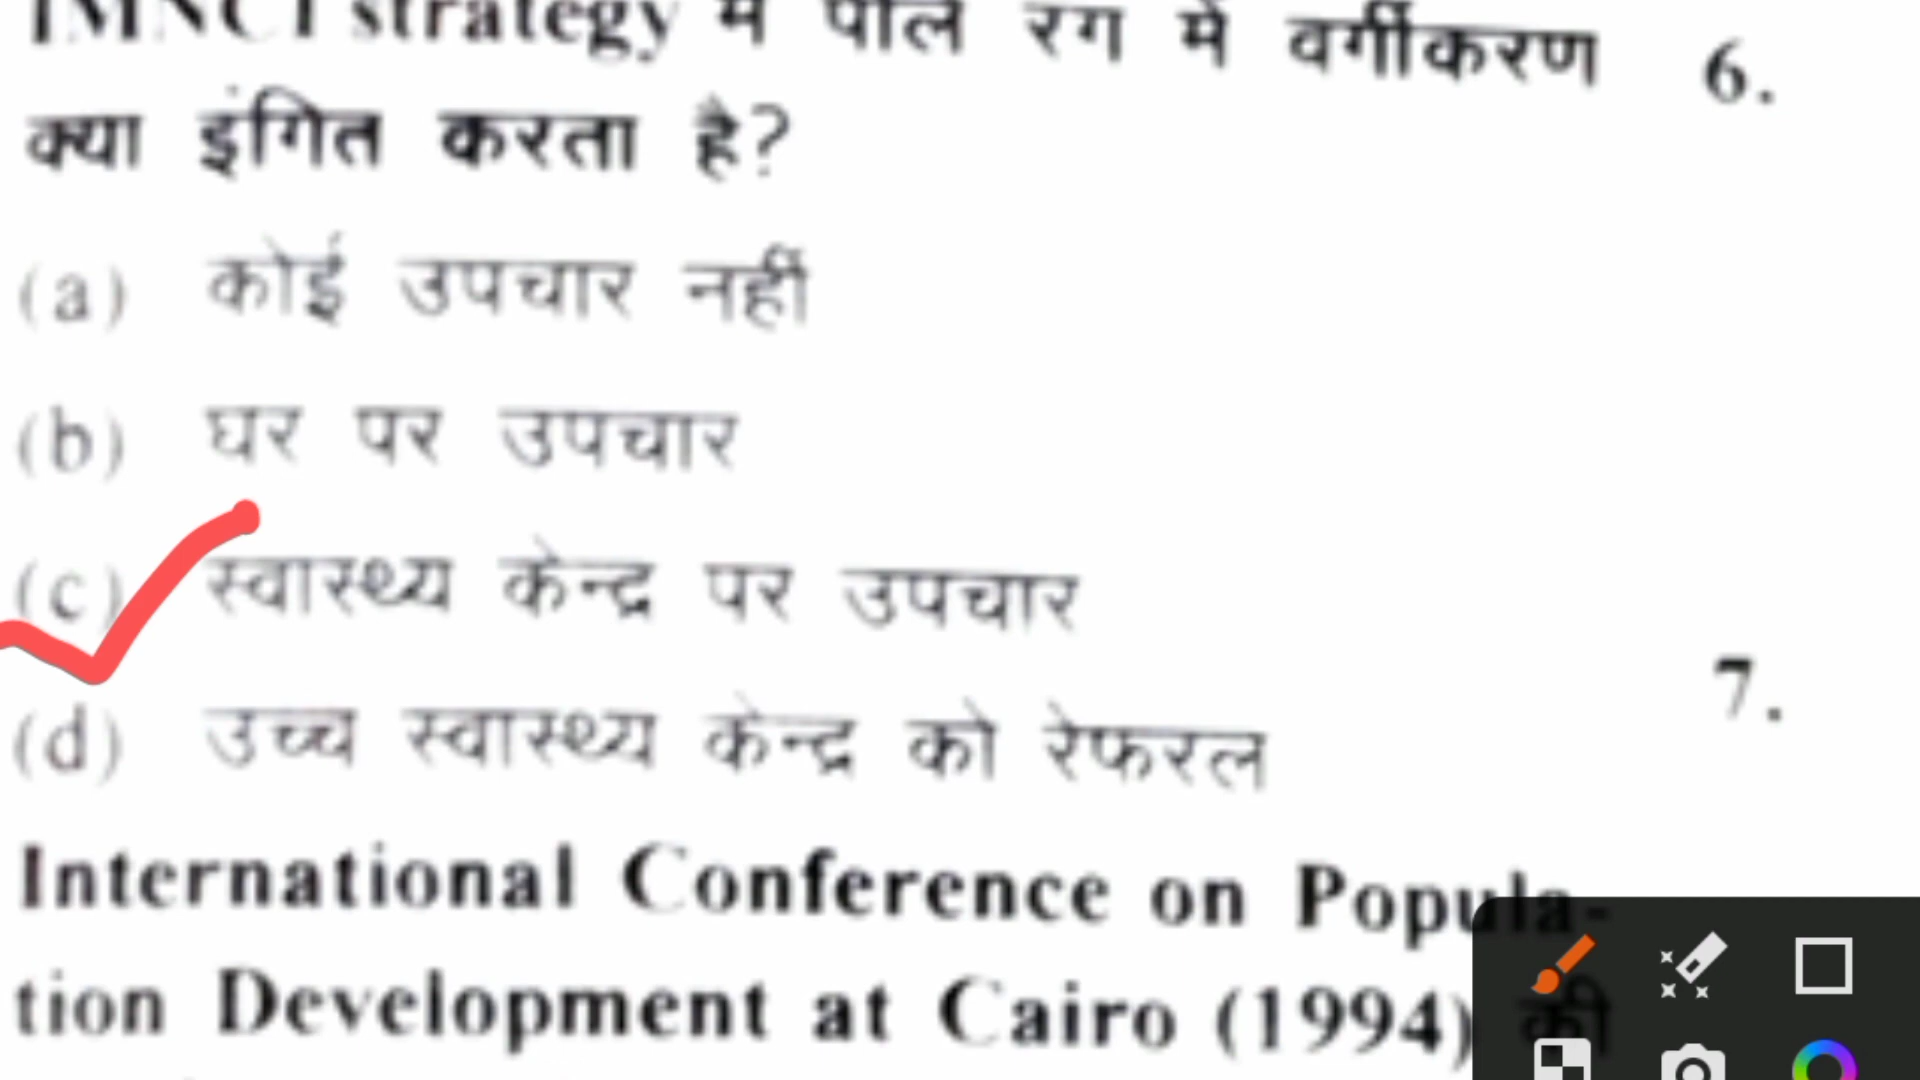 IMNCI strategy में पीले रंग में वर्गीकरण
क्या इंगित करता है?
(a) कोई उपचार नहीं
(b) घर पर उपचार
(c) स्वास्थ्य केन्द्र पर उपचार
(d) उच्च स्वास्थ्य केन्द्र को रेफरल
International Conference on Popula-
tion Development at Cairo (1994) की
6.
7.